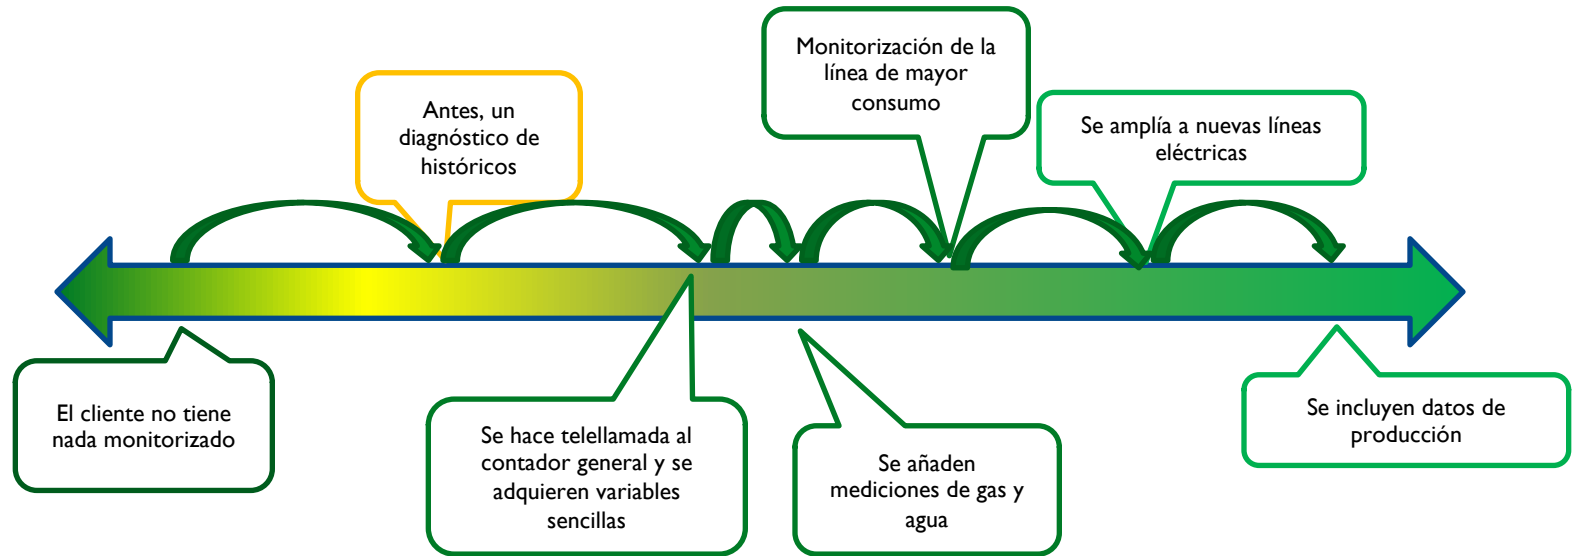 Monitorización de la
línea de mayor
consumo
Antes, un
diagnóstico de
históricos
Se amplía a nuevas líneas
eléctricas
El cliente no tiene
nada monitorizado
Se hace telellamada al
contador general y se
adquieren variables
sencillas
Se añaden
mediciones de gas y
agua
Se incluyen datos de
producción